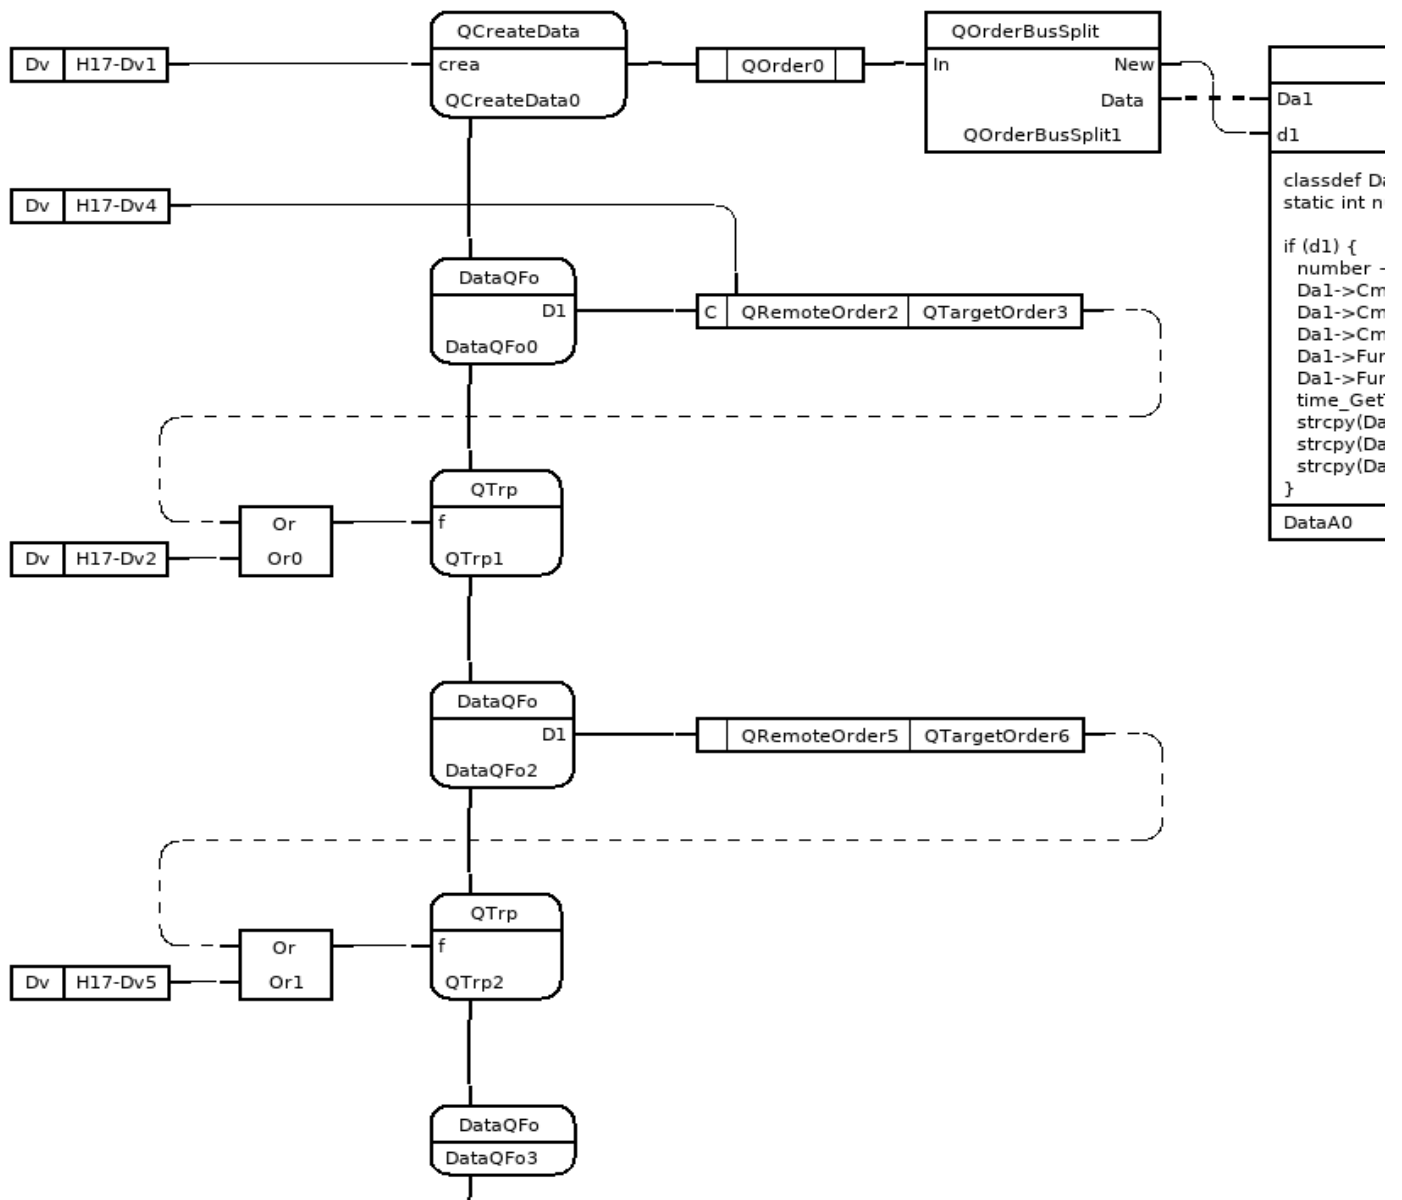 QCreateData
QOrderBusSplit
Dv H17-Dv1
crea
QOrder0
In
New
QCreateData0
Data
Da1
QOrderBusSplit1
d1
classdef Da
static int n
Dv H17-Dv4
if (d1) {
number -
Da1->Cm
Da1->Cm
Da1->Cm
Da1->Fur
Da1->Fur
time_Get
strcpy(Da
strcpy(Da
strcpy(Da
}
DataA0
DataQFo
D1
C QRemoteOrder2 QTargetOrder3
DataQFo0
QTrp
Or
f
Dv H17-Dv2
Or0
QTrp1
DataQFo
D1
QRemoteOrder5 QTargetOrder6
DataQFo2
QTrp
Or
f
Dv H17-Dv5
Or1
QTrp2
DataQFo
DataQFo3